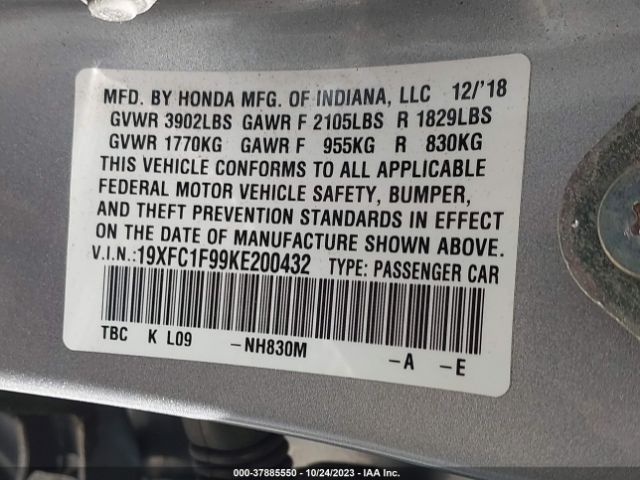 MFD. BY HONDA MFG. OF INDIANA, LLC 12/'18
GVWR 3902LBS GAWR F 2105LBS R 1829LBS
GVWR 1770KG GAWR F 955KG R 830KG
THIS VEHICLE CONFORMS TO ALL APPLICABLE
FEDERAL MOTOR VEHICLE SAFETY, BUMPER,
AND THEFT PREVENTION STANDARDS IN EFFECT
ON THE DATE OF MANUFACTURE SHOWN ABOVE.
V.I.N.:19XFC1F99KE200432 TYPE: PASSENGER CAR
TBC K L09 -NH830M -A -E
000-37885550 - 10/24/2023 - IAA Inc.